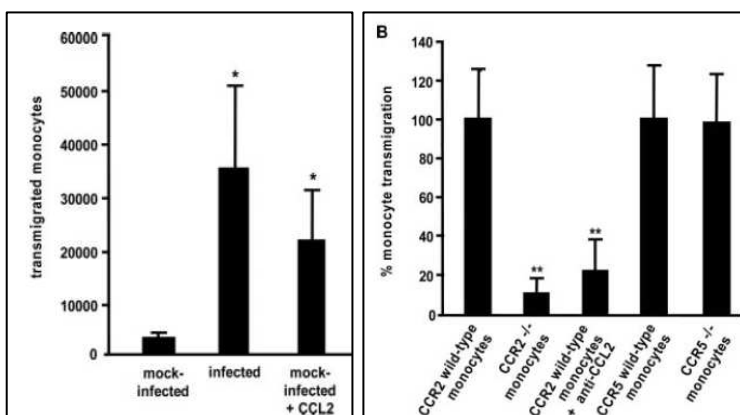 60000
50000
40000
30000
20000
10000
0
transmigrated monocytes
*
*
mock-
infected
infected
mock-
infected
+ CCL2
B
140
120
100
80
60
40
20
0
% monocyte transmigration
**
**
CCR2 wild-type
monocytes
CCR2 -/-
monocytes
CCR2 wild-type
monocytes
+ anti-CCL2
CCR5 wild-type
monocytes
CCR5 -/-
monocytes